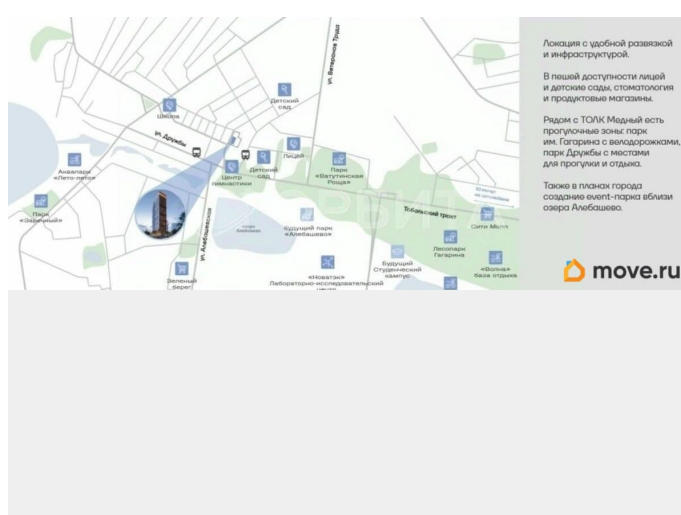 ул. Ветеранов Труда
Детский
сад
Школа
ул. Дружбы
Лицей
Аквапарк
«Лето-лето»
Центр
гимнастики
Детский
сад
Парк
«Ватутинская
Роща»
Парк
«Заречный»
ул. Алебашевская
Будущий парк
«Алебашево»
Тобольский тракт
Сити Молл
Лесопарк
Гагарина
Зеленый
берег
«Новатэк»
Лабораторно-исследовательский
центр
Будущий
Студенческий
кампус
«Волна»
база отдыха
Локация с удобной развязкой
и инфраструктурой.
В пешей доступности лицей
и детские сады, стоматология
и продуктовые магазины.
Рядом с ТОЛК Медный есть
прогулочные зоны: парк
им. Гагарина с велодорожками,
парк Дружбы с местами
для прогулки и отдыха.
Также в планах города
создание event-парка вблизи
озера Алебашево.
move.ru